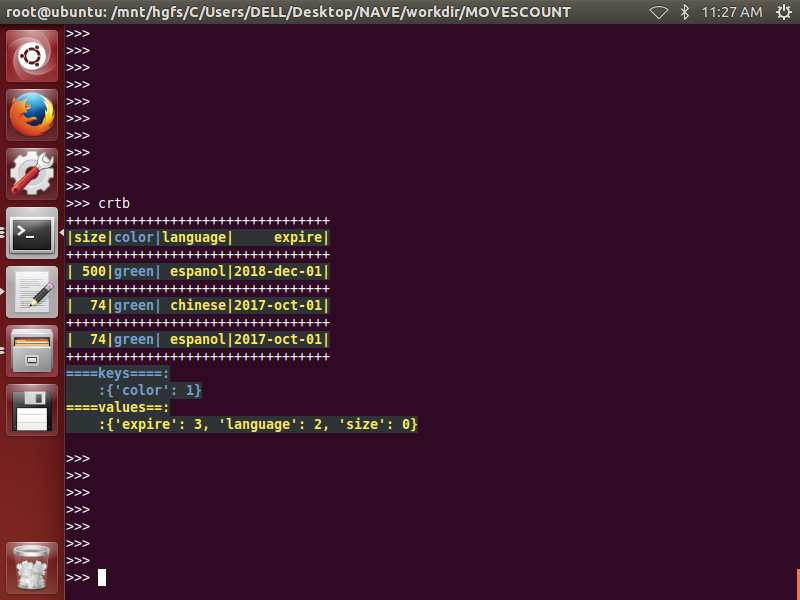 root@ubuntu: /mnt/hgfs/C/Users/DELL/Desktop/NAVE/workdir/MOVESCOUNT 11:27 AM
>>>
>>>
>>>
>>>
>>>
>>>
>>>
>>>
>>>
>>>
>>> crtb
+++++++++++++++++++++++++++++++++
|size|color|language|     expire|
+++++++++++++++++++++++++++++++++
| 500|green| espanol|2018-dec-01|
+++++++++++++++++++++++++++++++++
|  74|green| chinese|2017-oct-01|
+++++++++++++++++++++++++++++++++
|  74|green| espanol|2017-oct-01|
+++++++++++++++++++++++++++++++++
====keys====:
    :{'color': 1}
====values==:
    :{'expire': 3, 'language': 2, 'size': 0}
>>>
>>>
>>>
>>>
>>>
>>>
>>>
>>>